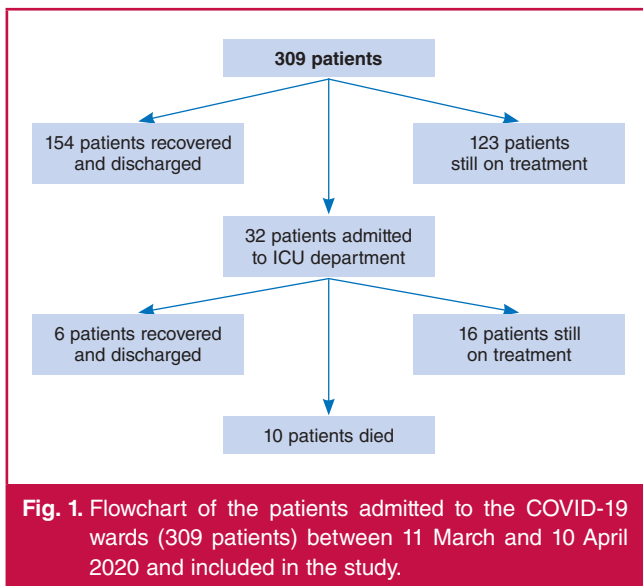 309 patients
154 patients recovered
and discharged
123 patients
still on treatment
32 patients admitted
to ICU department
6 patients recovered
and discharged
16 patients still
on treatment
10 patients died
Fig. 1. Flowchart of the patients admitted to the COVID-19
wards (309 patients) between 11 March and 10 April
2020 and included in the study.